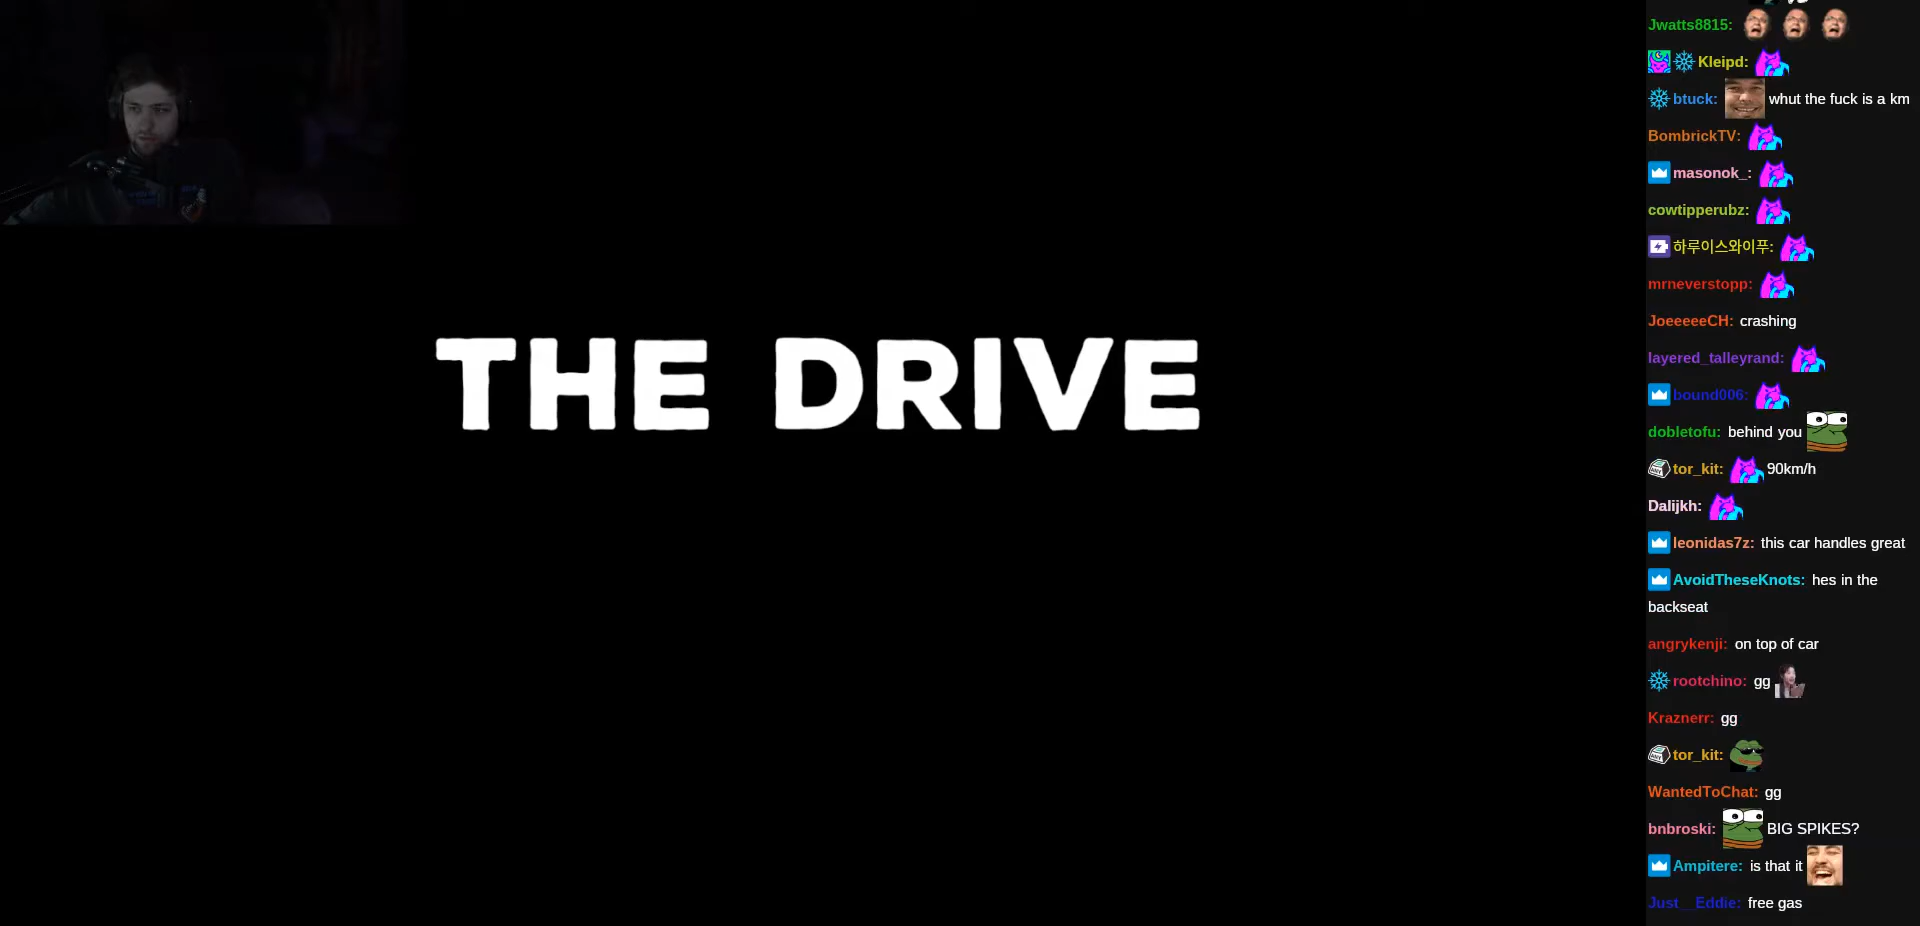 THE DRIVE
Jwatts8815:
Kleipd:
btuck: whut the fuck is a km
BombrickTV:
masonok_:
cowtipperubz:
하루이스와이푸:
mrneverstopp:
JoeeeeeCH: crashing
layered_talleyrand:
bound006:
dobletofu: behind you
tor_kit: 90km/h
Dalijkh:
leonidas7z: this car handles great
AvoidTheseKnots: hes in the
backseat
angrykenji: on top of car
rootchino: gg
Kraznerr: gg
tor_kit:
WantedToChat: gg
bnbroski: BIG SPIKES?
Ampitere: is that it
Just__Eddie: free gas